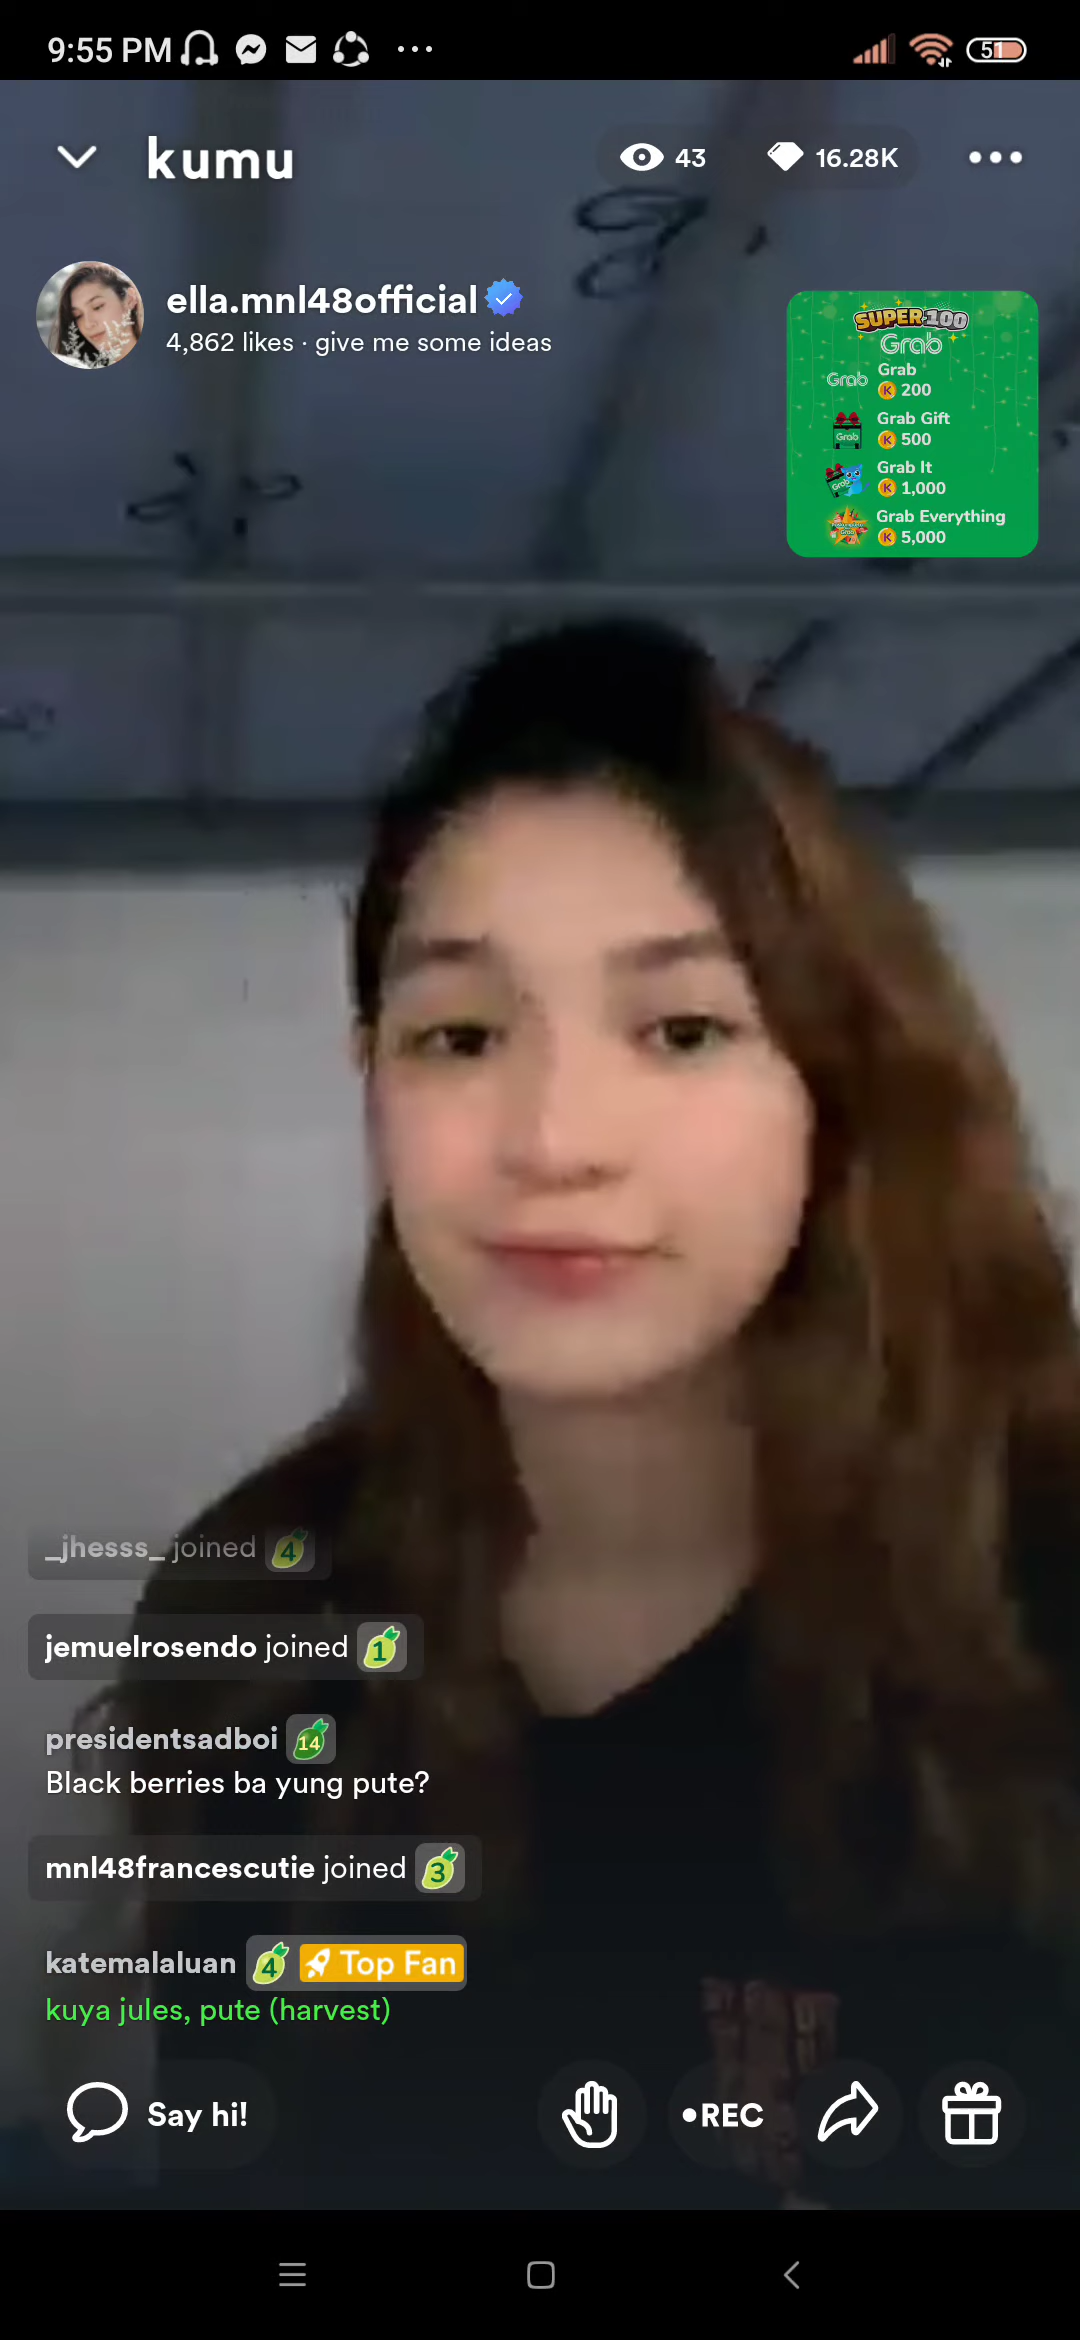 9:55 PM
51
kumu
43
16.28K
ella.mnl48official
4,862 likes · give me some ideas
SUPER 100
Grab
Grab
Grab
200
Grab Gift
500
Grab It
1,000
Grab Everything
5,000
_jhesss_ joined 4
jemuelrosendo joined 1
presidentsadboi 14
Black berries ba yung pute?
mnl48francescutie joined 3
katemalaluan 4 Top Fan
kuya jules, pute (harvest)
Say hi!
•REC